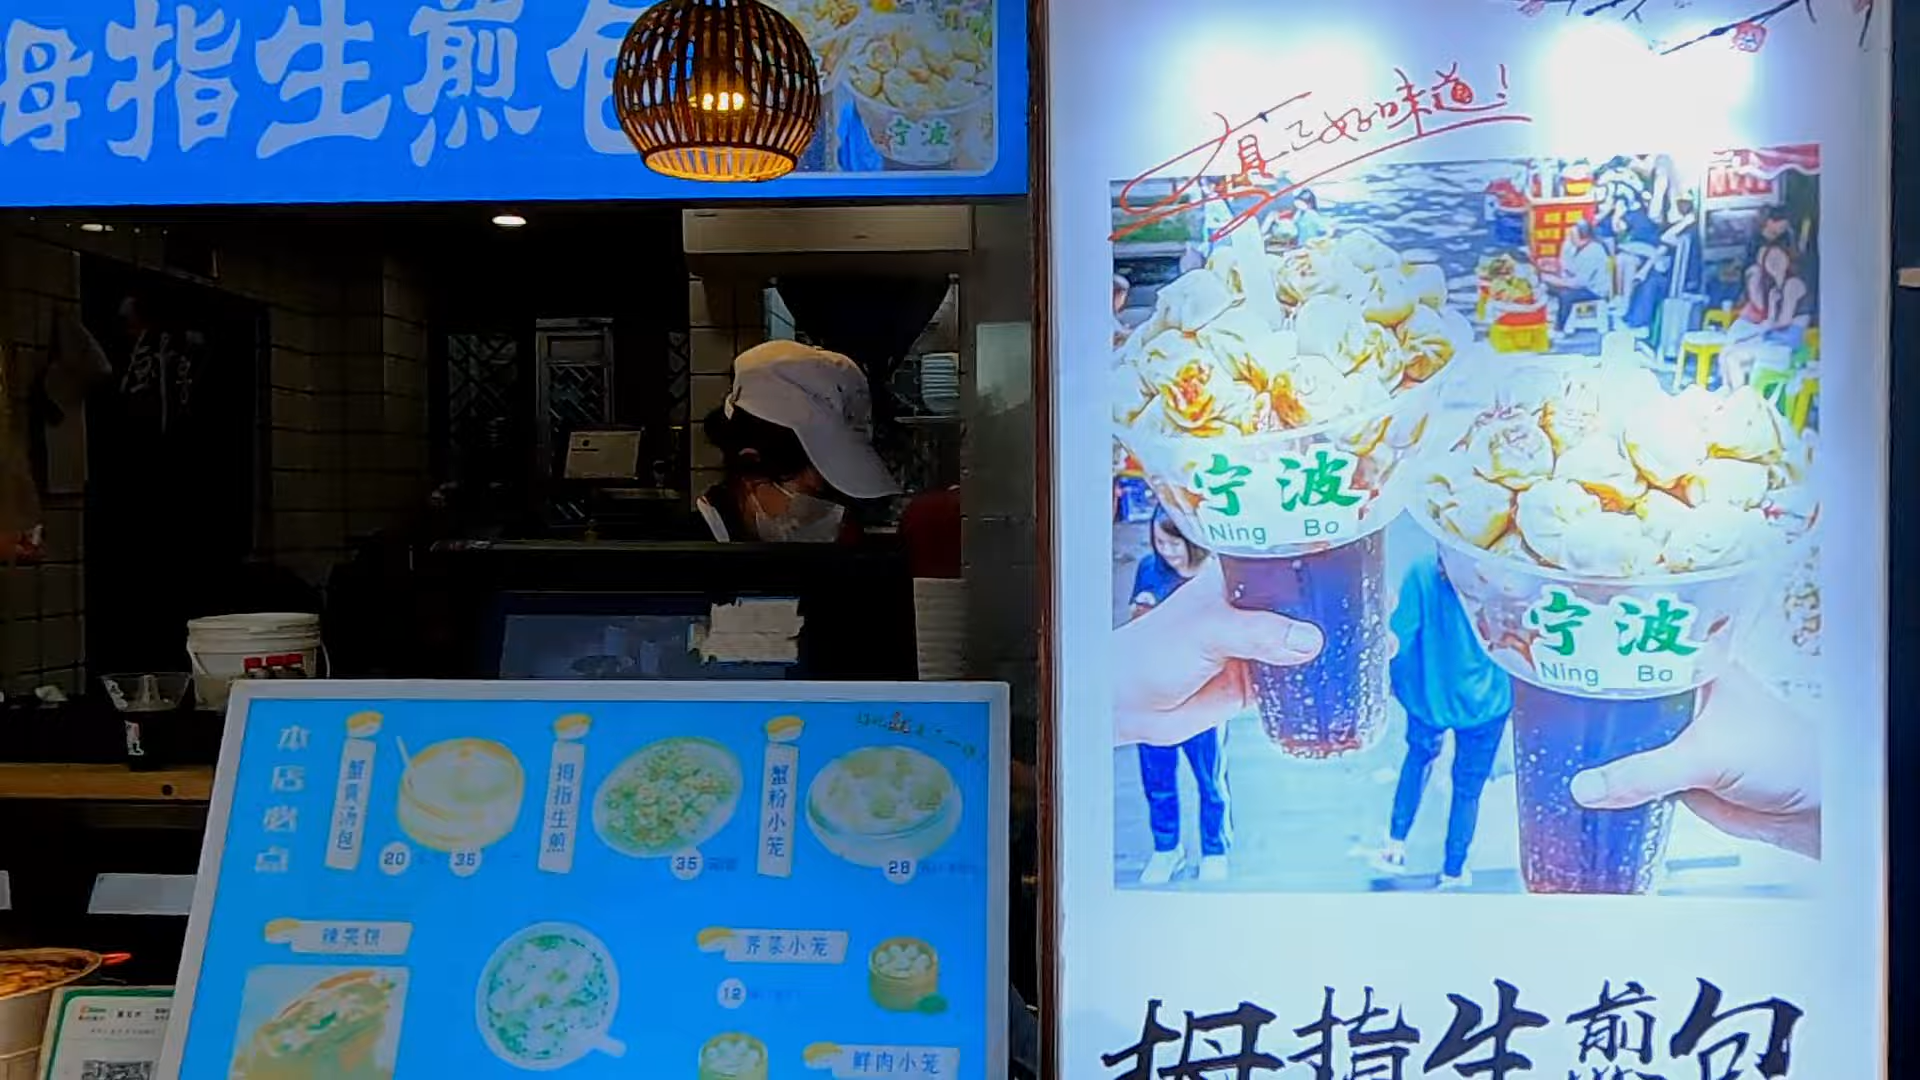 拇指生煎包
宁波
真正好味道!
宁波
Ning Bo
宁波
Ning Bo
拇指生煎包
本店必点
蟹黄汤包
20
36
拇指生煎
35
蟹粉小笼
28
荠菜小笼
12
鲜肉小笼